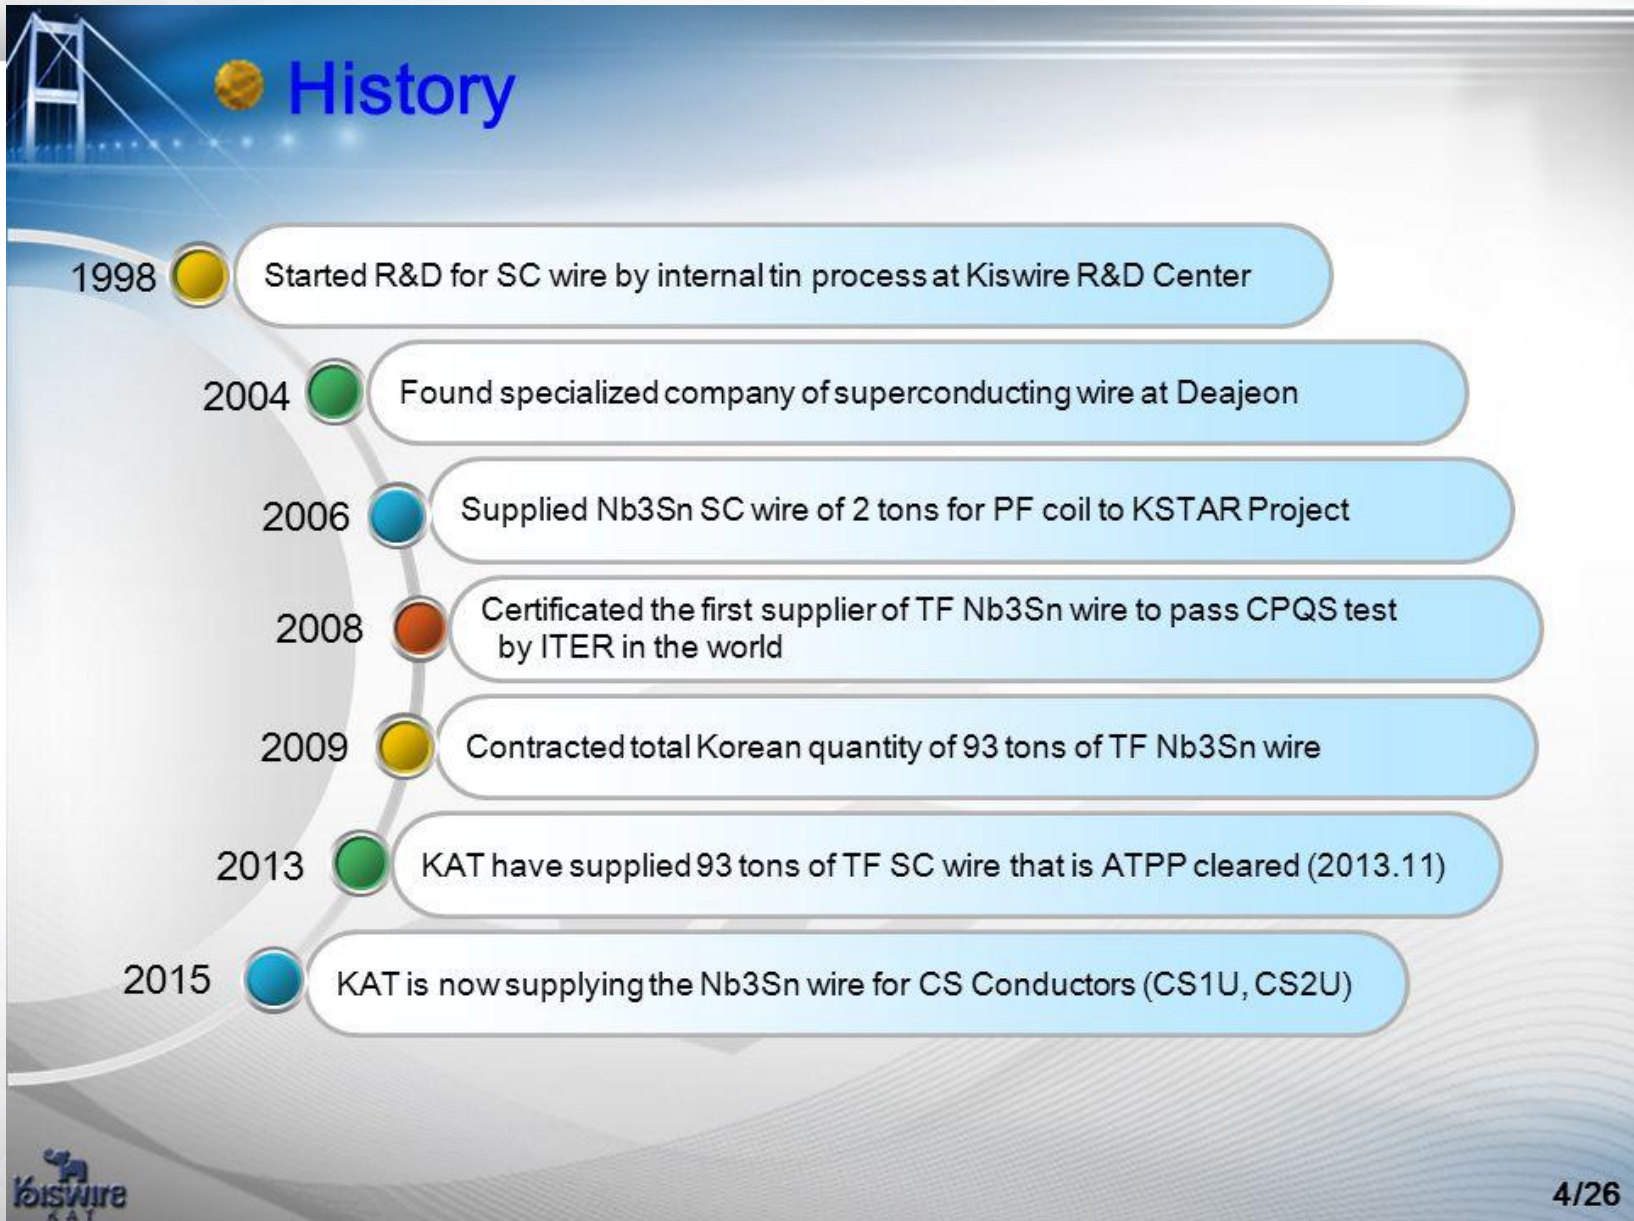 History
1998
Started R&D for SC wire by internal tin process at Kiswire R&D Center
2004
Found specialized company of superconducting wire at Deajeon
2006
Supplied Nb3Sn SC wire of 2 tons for PF coil to KSTAR Project
2008
Certificated the first supplier of TF Nb3Sn wire to pass CPQS test
by ITER in the world
2009
Contracted total Korean quantity of 93 tons of TF Nb3Sn wire
2013
KAT have supplied 93 tons of TF SC wire that is ATPP cleared (2013.11)
2015
KAT is now supplying the Nb3Sn wire for CS Conductors (CS1U, CS2U)
Kiswire
KAT
4/26